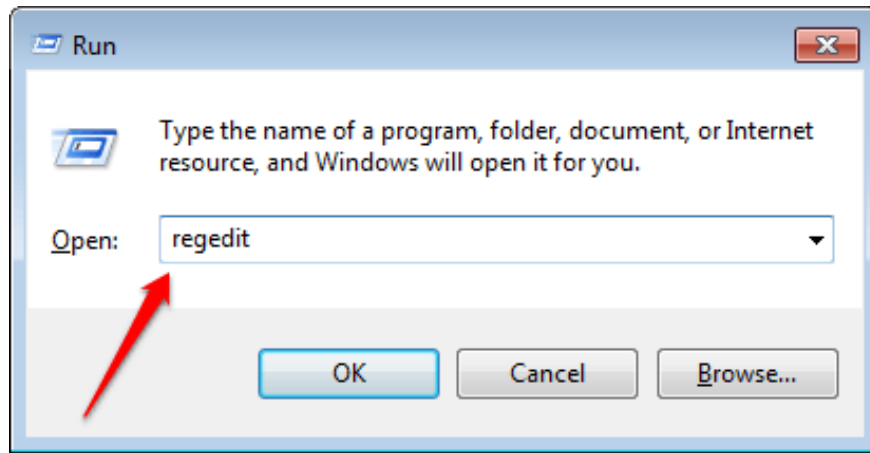 Run
Type the name of a program, folder, document, or Internet
resource, and Windows will open it for you.
Open: regedit
OK Cancel Browse...